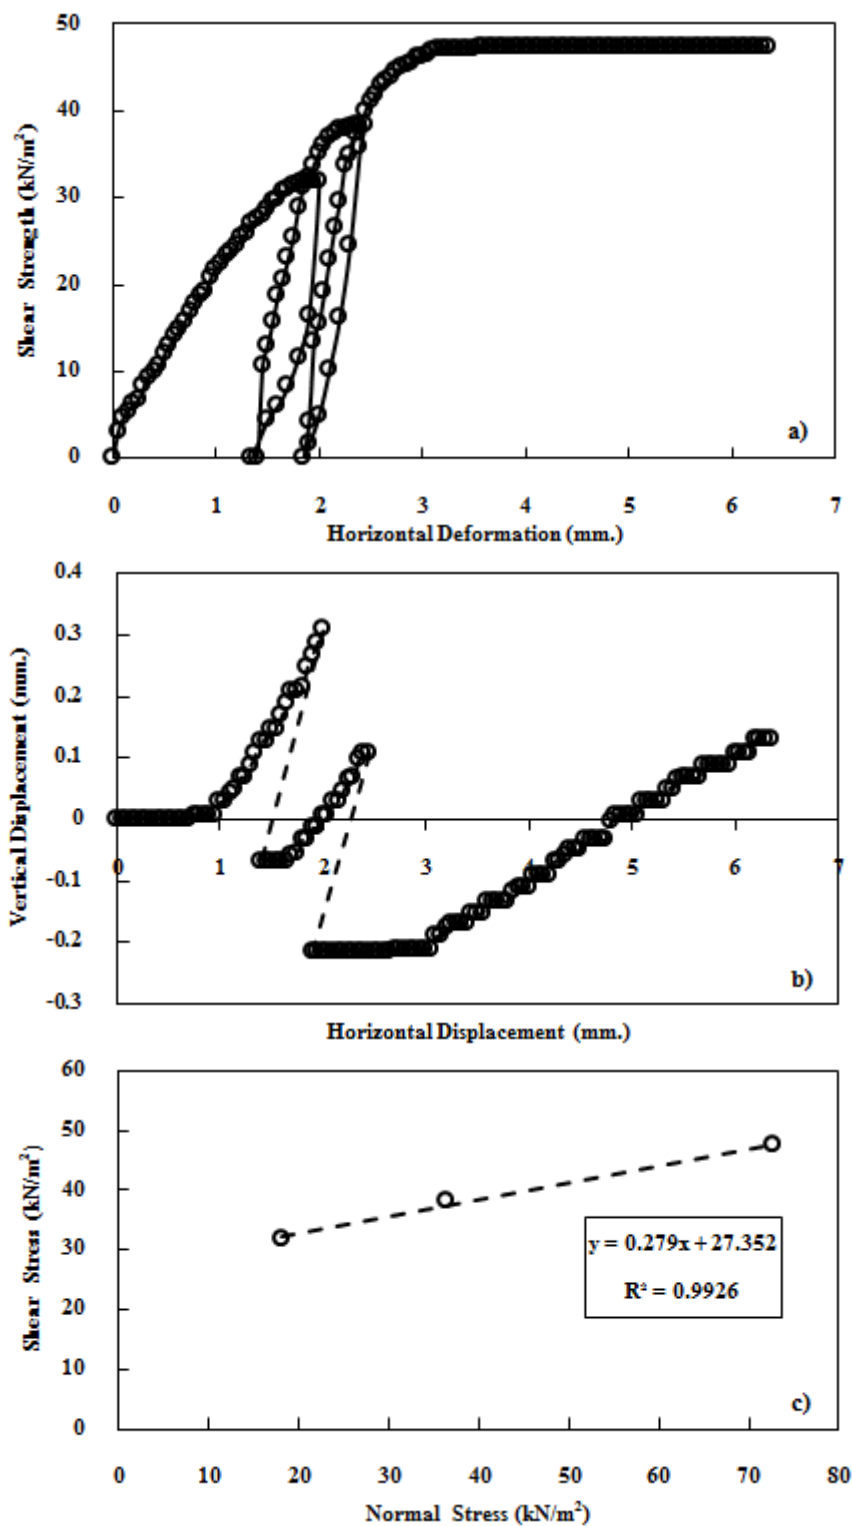 50
40
30
20
10
0
Shear Strength (kN/m²)
a)
0 1 2 3 4 5 6 7
Horizontal Deformation (mm.)
0.4
0.3
0.2
0.1
0
-0.1
-0.2
-0.3
Vertical Displacement (mm.)
0 1 2 3 4 5 6 7
b)
Horizontal Displacement (mm.)
60
50
40
30
20
10
0
Shear Stress (kN/m²)
y = 0.279x + 27.352
R² = 0.9926
c)
0 10 20 30 40 50 60 70 80
Normal Stress (kN/m²)